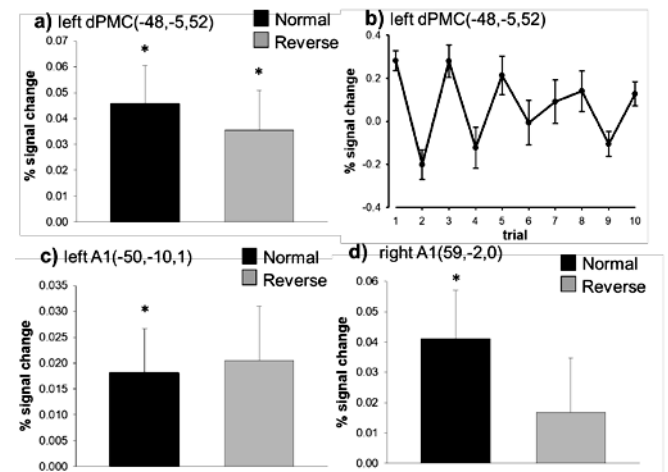 a) left dPMC(-48,-5,52)
Normal
Reverse
% signal change
0.07
0.06
0.05
0.04
0.03
0.02
0.01
0.00
*
*
b) left dPMC(-48,-5,52)
% signal change
0.4
0.2
0.0
-0.2
-0.4
1 2 3 4 5 6 7 8 9 10
trial
c) left A1(-50,-10,1)
Normal
Reverse
% signal change
0.035
0.030
0.025
0.020
0.015
0.010
0.005
0.000
*
d) right A1(59,-2,0)
Normal
Reverse
% signal change
0.06
0.05
0.04
0.03
0.02
0.01
0.00
*